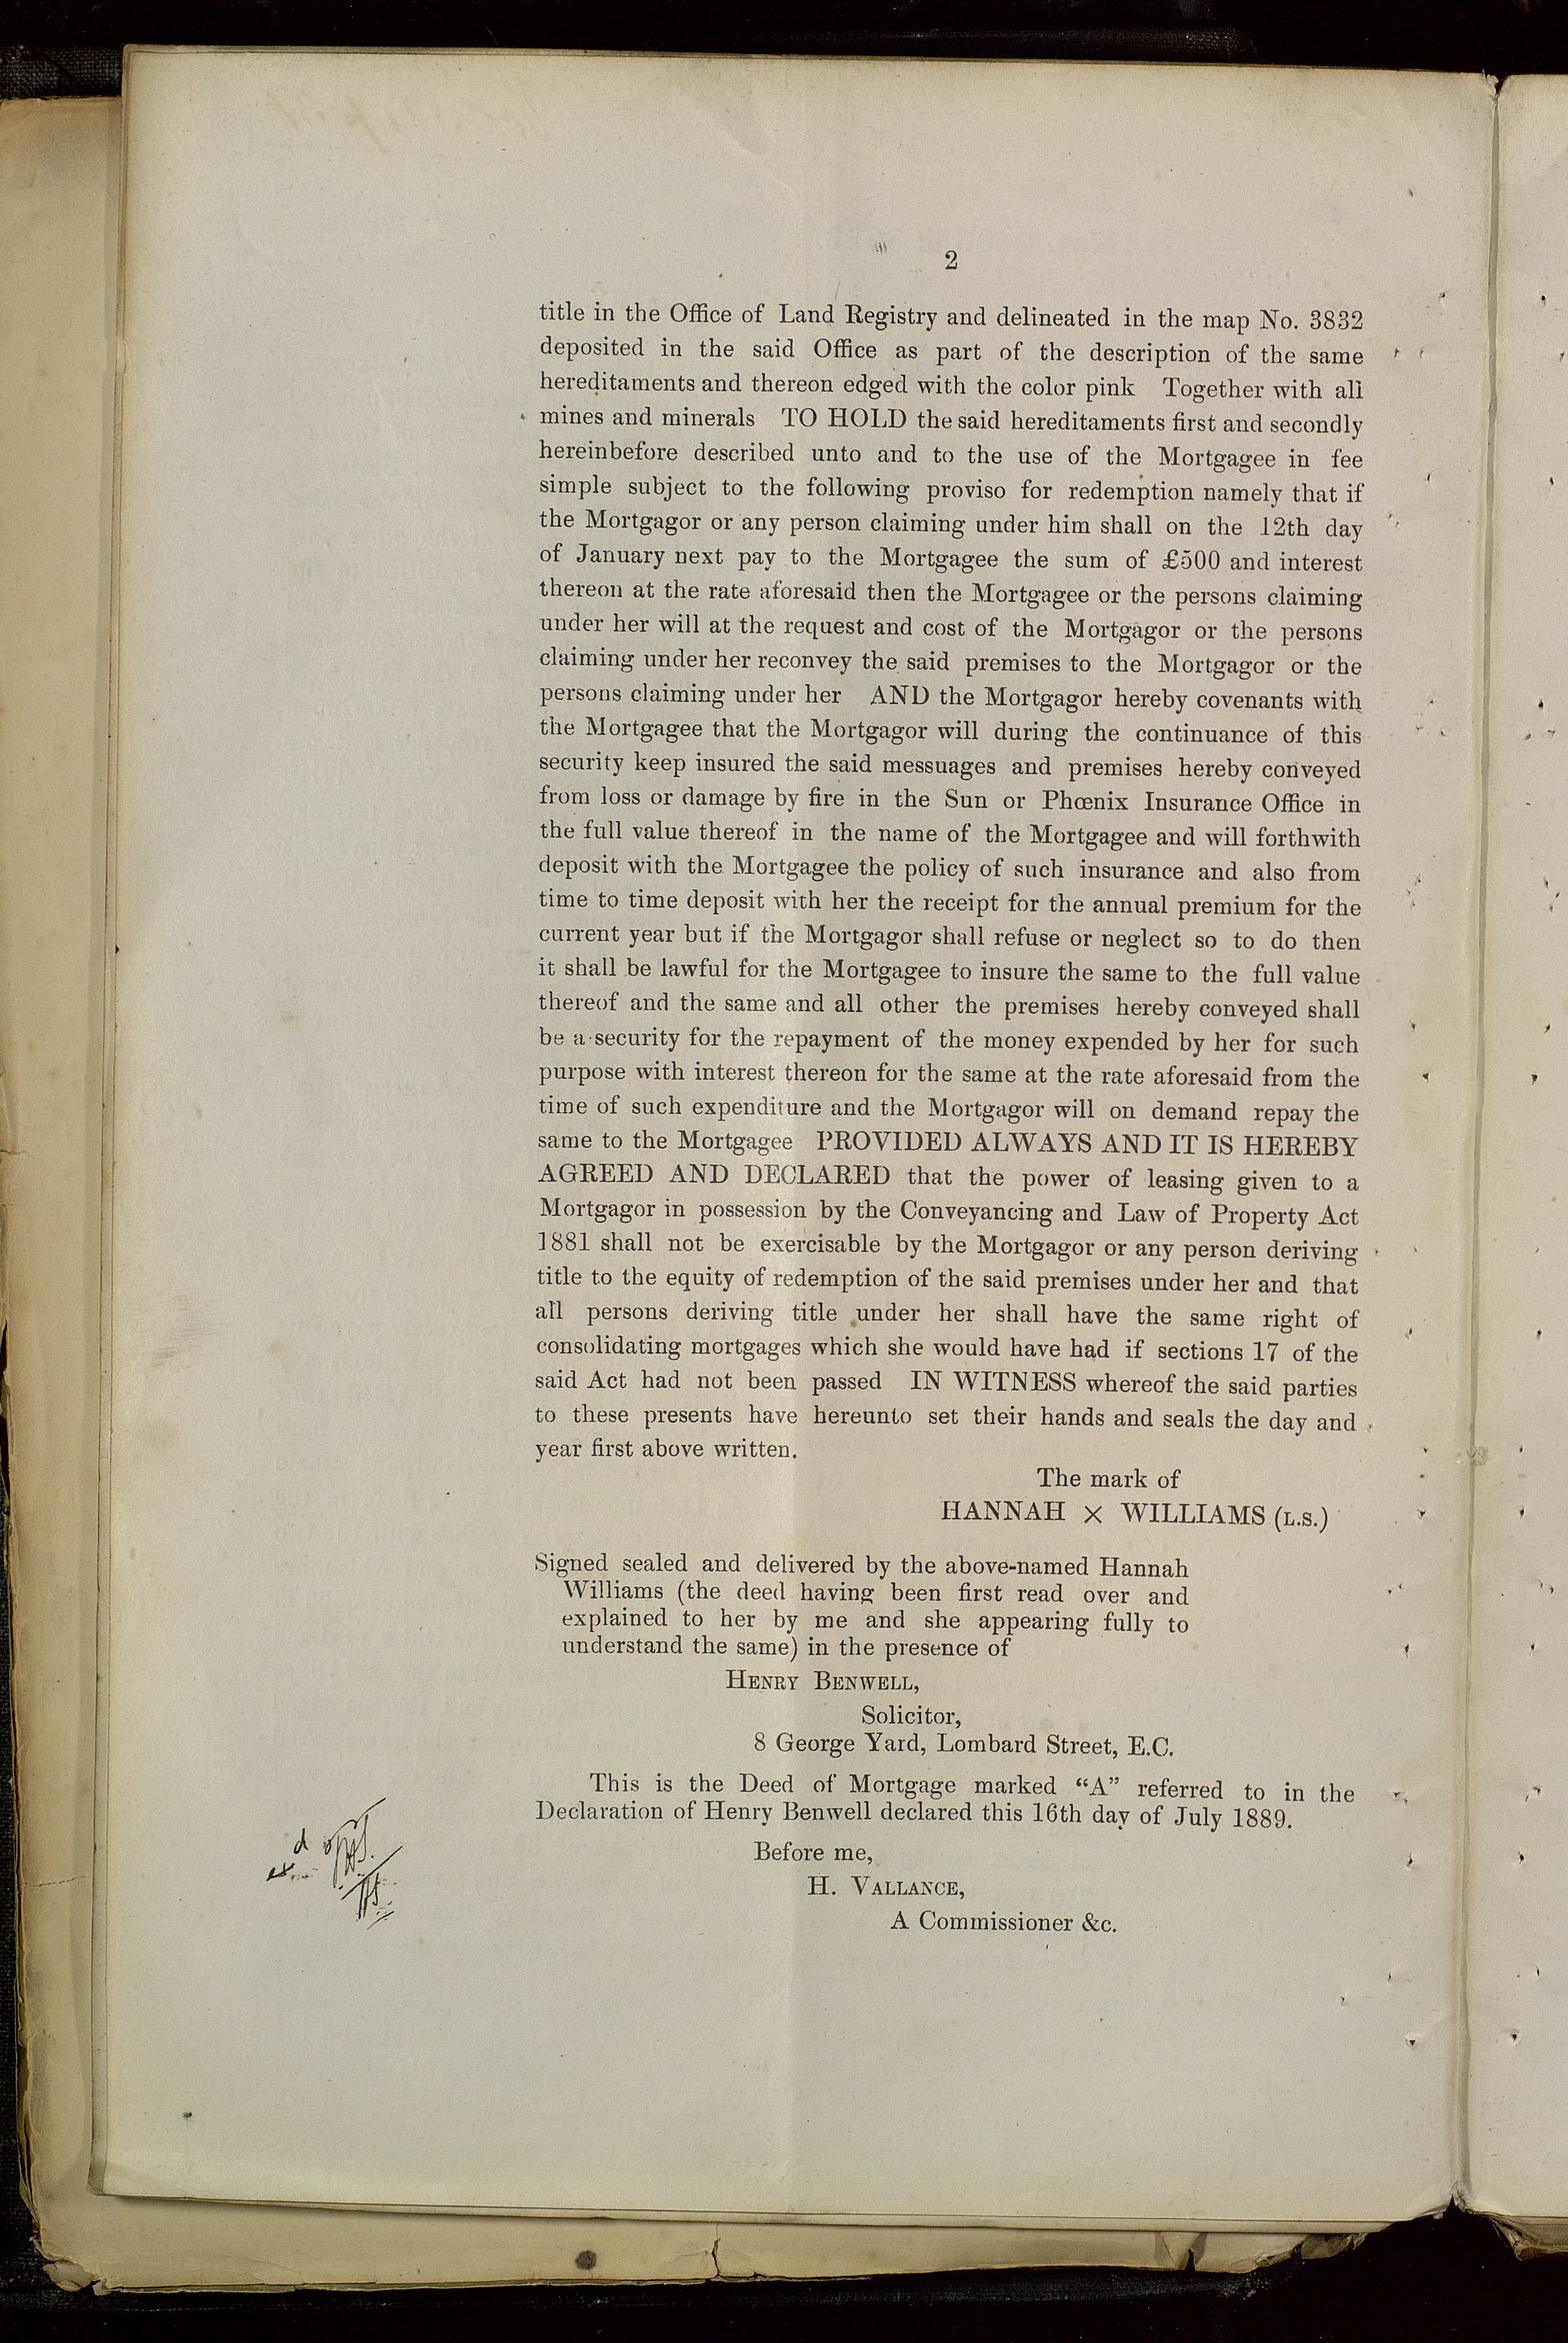 2
title in the Office of Land Registry and delineated in the map No. 3832
deposited in the said Office as part of the description of the same
hereditaments and thereon edged with the color pink Together with all
mines and minerals TO HOLD the said hereditaments first and secondly
hereinbefore described unto and to the use of the Mortgagee in fee
simple subject to the following proviso for redemption namely that if
the Mortgagor or any person claiming under him shall on the 12th day
of January next pay to the Mortgagee the sum of £500 and interest
thereon at the rate aforesaid then the Mortgagee or the persons claiming
under her will at the request and cost of the Mortgagor or the persons
claiming under her reconvey the said premises to the Mortgagor or the
persons claiming under her AND the Mortgagor hereby covenants with
the Mortgagee that the Mortgagor will during the continuance of this
security keep insured the said messuages and premises hereby conveyed
from loss or damage by fire in the Sun or Phœnix Insurance Office in
the full value thereof in the name of the Mortgagee and will forthwith
deposit with the Mortgagee the policy of such insurance and also from
time to time deposit with her the receipt for the annual premium for the
current year but if the Mortgagor shall refuse or neglect so to do then
it shall be lawful for the Mortgagee to insure the same to the full value
thereof and the same and all other the premises hereby conveyed shall
be a security for the repayment of the money expended by her for such
purpose with interest thereon for the same at the rate aforesaid from the
time of such expenditure and the Mortgagor will on demand repay the
same to the Mortgagee PROVIDED ALWAYS AND IT IS HEREBY
AGREED AND DECLARED that the power of leasing given to a
Mortgagor in possession by the Conveyancing and Law of Property Act
1881 shall not be exercisable by the Mortgagor or any person deriving
title to the equity of redemption of the said premises under her and that
all persons deriving title under her shall have the same right of
consolidating mortgages which she would have had if sections 17 of the
said Act had not been passed IN WITNESS whereof the said parties
to these presents have hereunto set their hands and seals the day and
year first above written.
The mark of
HANNAH × WILLIAMS (L.S.)
Signed sealed and delivered by the above-named Hannah
Williams (the deed having been first read over and
explained to her by me and she appearing fully to
understand the same) in the presence of
HENRY BENWELL,
Solicitor,
8 George Yard, Lombard Street, E.C.
This is the Deed of Mortgage marked “A” referred to in the
Declaration of Henry Benwell declared this 16th day of July 1889.
Before me,
H. VALLANCE,
A Commissioner &c.